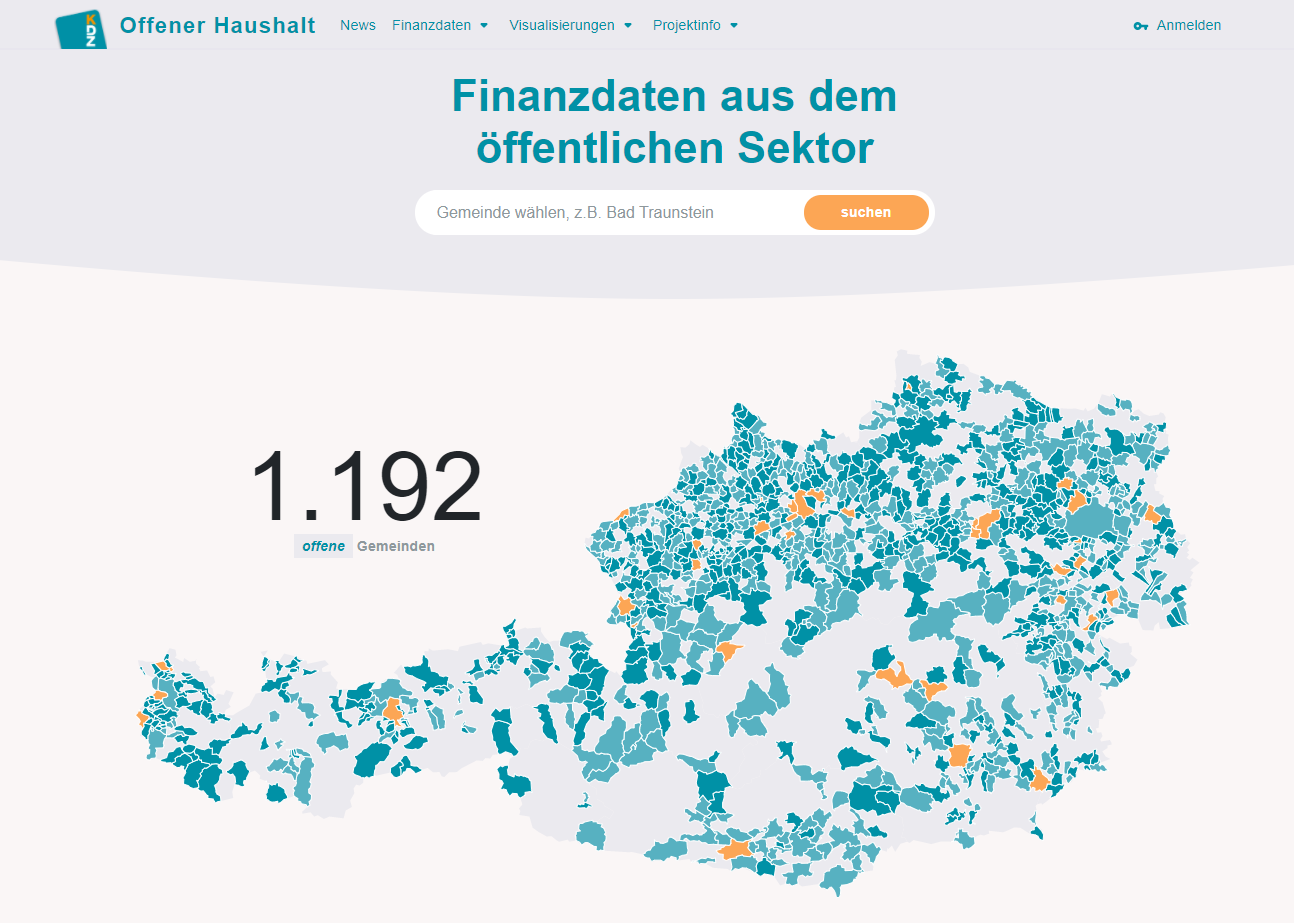 KDZ
Offener Haushalt
News
Finanzdaten
Visualisierungen
Projektinfo
Anmelden
Finanzdaten aus dem
öffentlichen Sektor
Gemeinde wählen, z.B. Bad Traunstein
suchen
1.192
offene Gemeinden